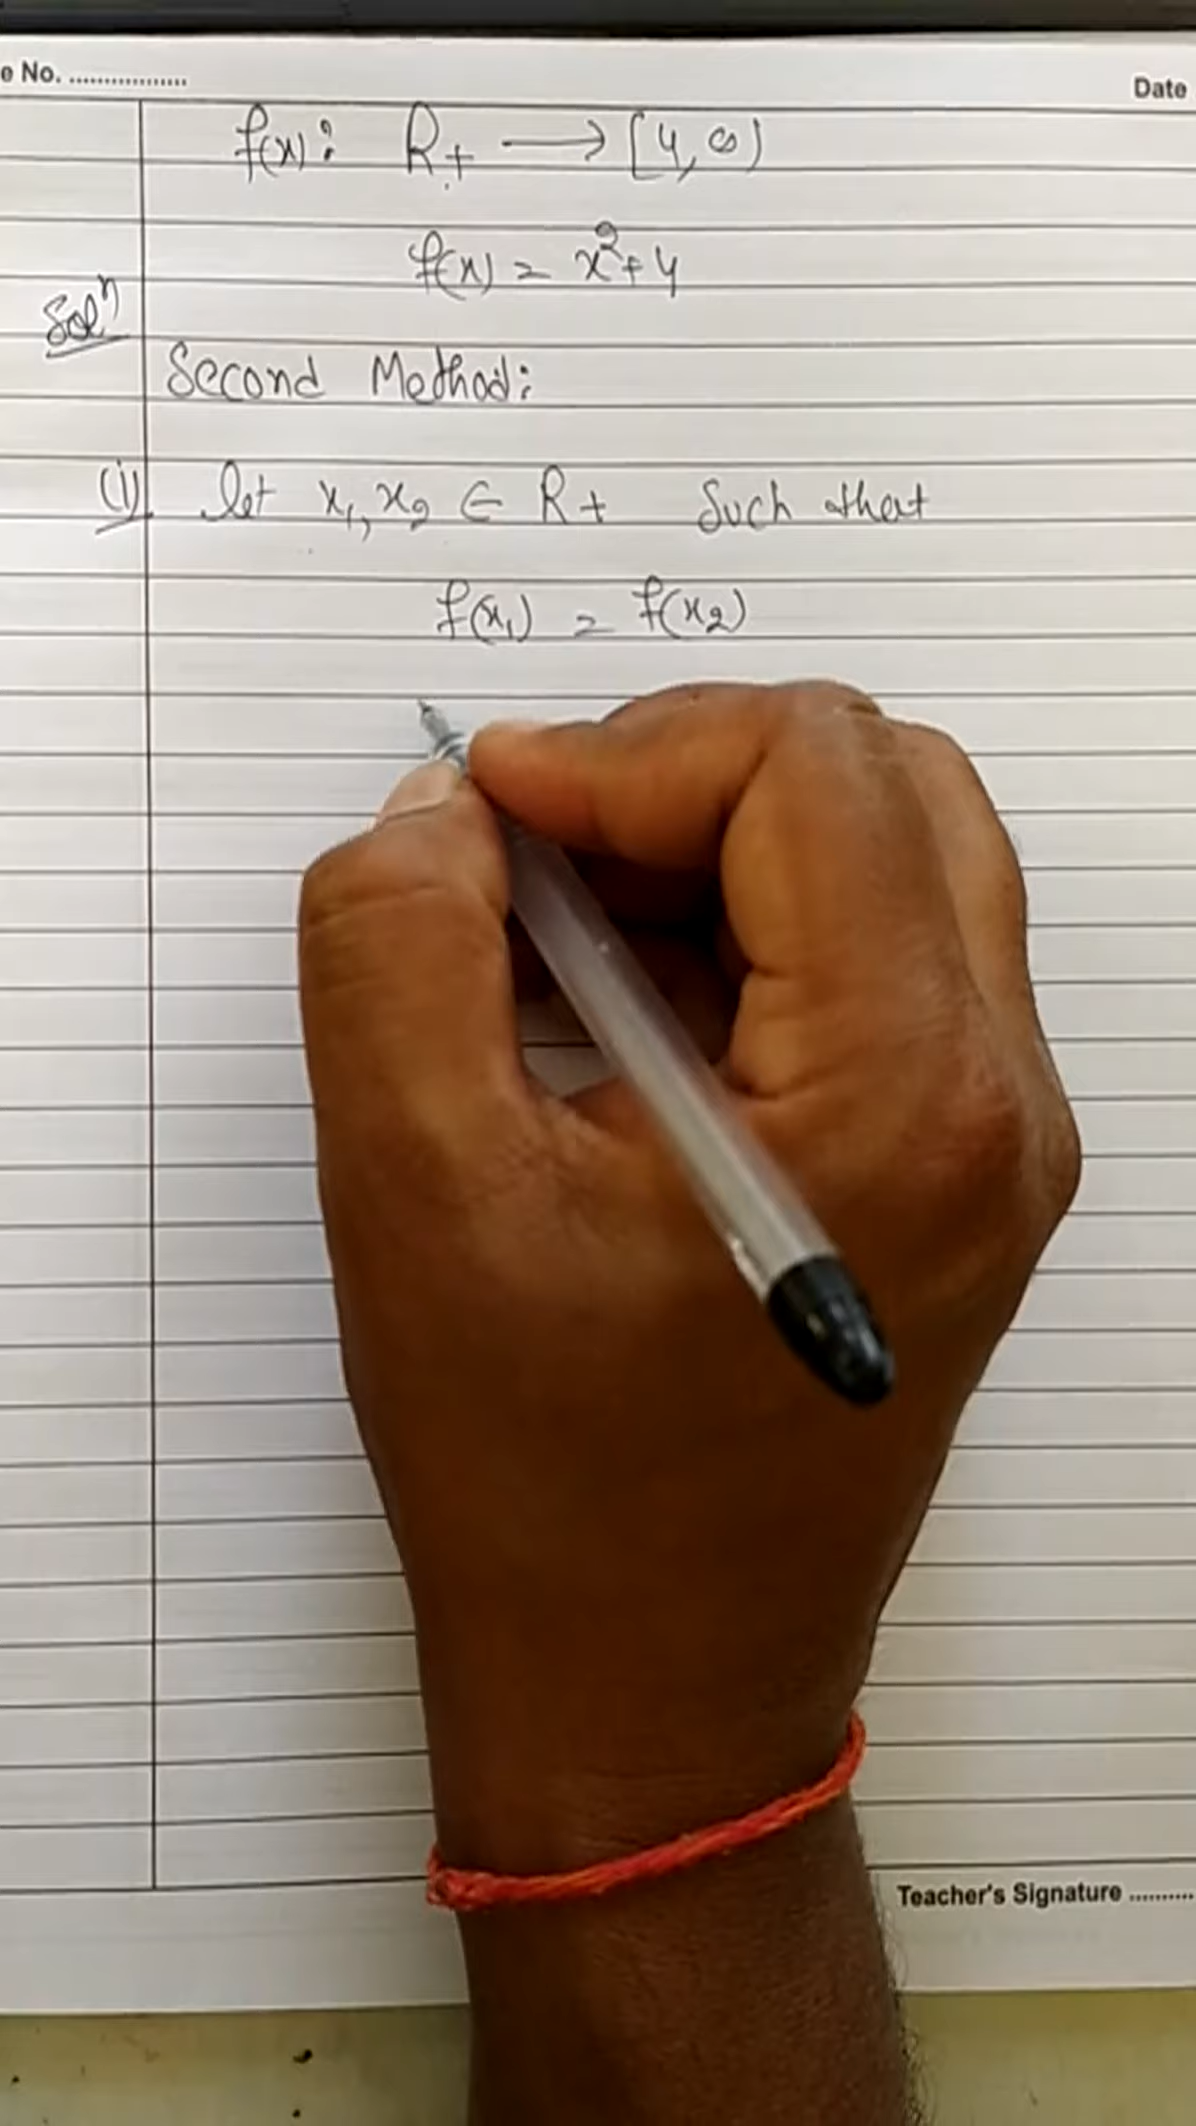 e No. .................
Date
f(x): R+ → [4, ∞)
f(x) = x²+4
Solⁿ
Second Method:
(i) let x₁, x₂ ∈ R+ Such that
f(x₁) = f(x₂)
Teacher's Signature ..........